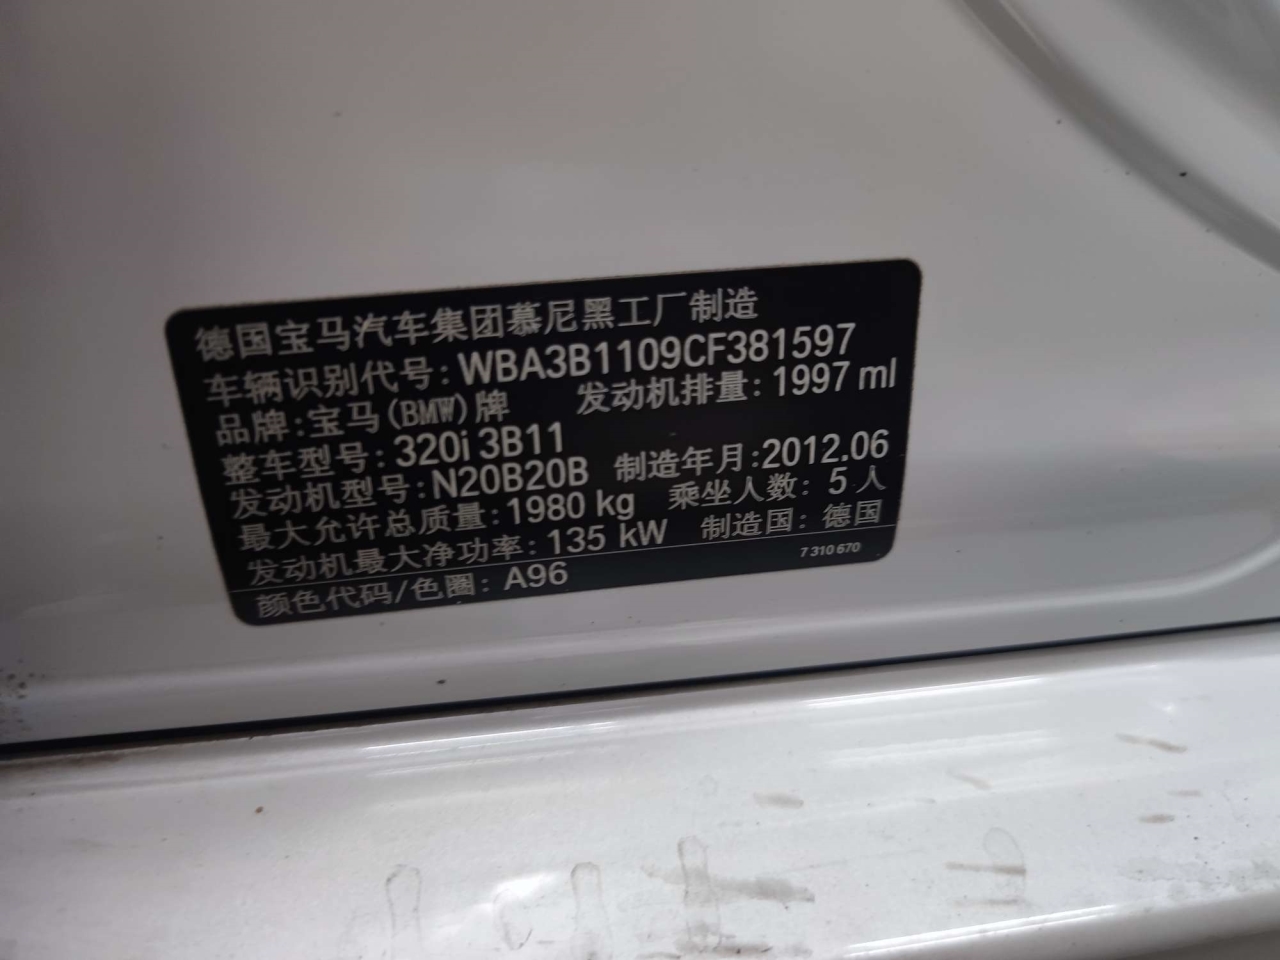 德国宝马汽车集团慕尼黑工厂制造
车辆识别代号:WBA3B1109CF381597
品牌:宝马(BMW)牌 发动机排量:1997 ml
整车型号:320i 3B11
发动机型号:N20B20B 制造年月:2012.06
最大允许总质量:1980 kg 乘坐人数:5 人
发动机最大净功率:135 kW 制造国:德国
颜色代码/色圈:A96 7 310 670